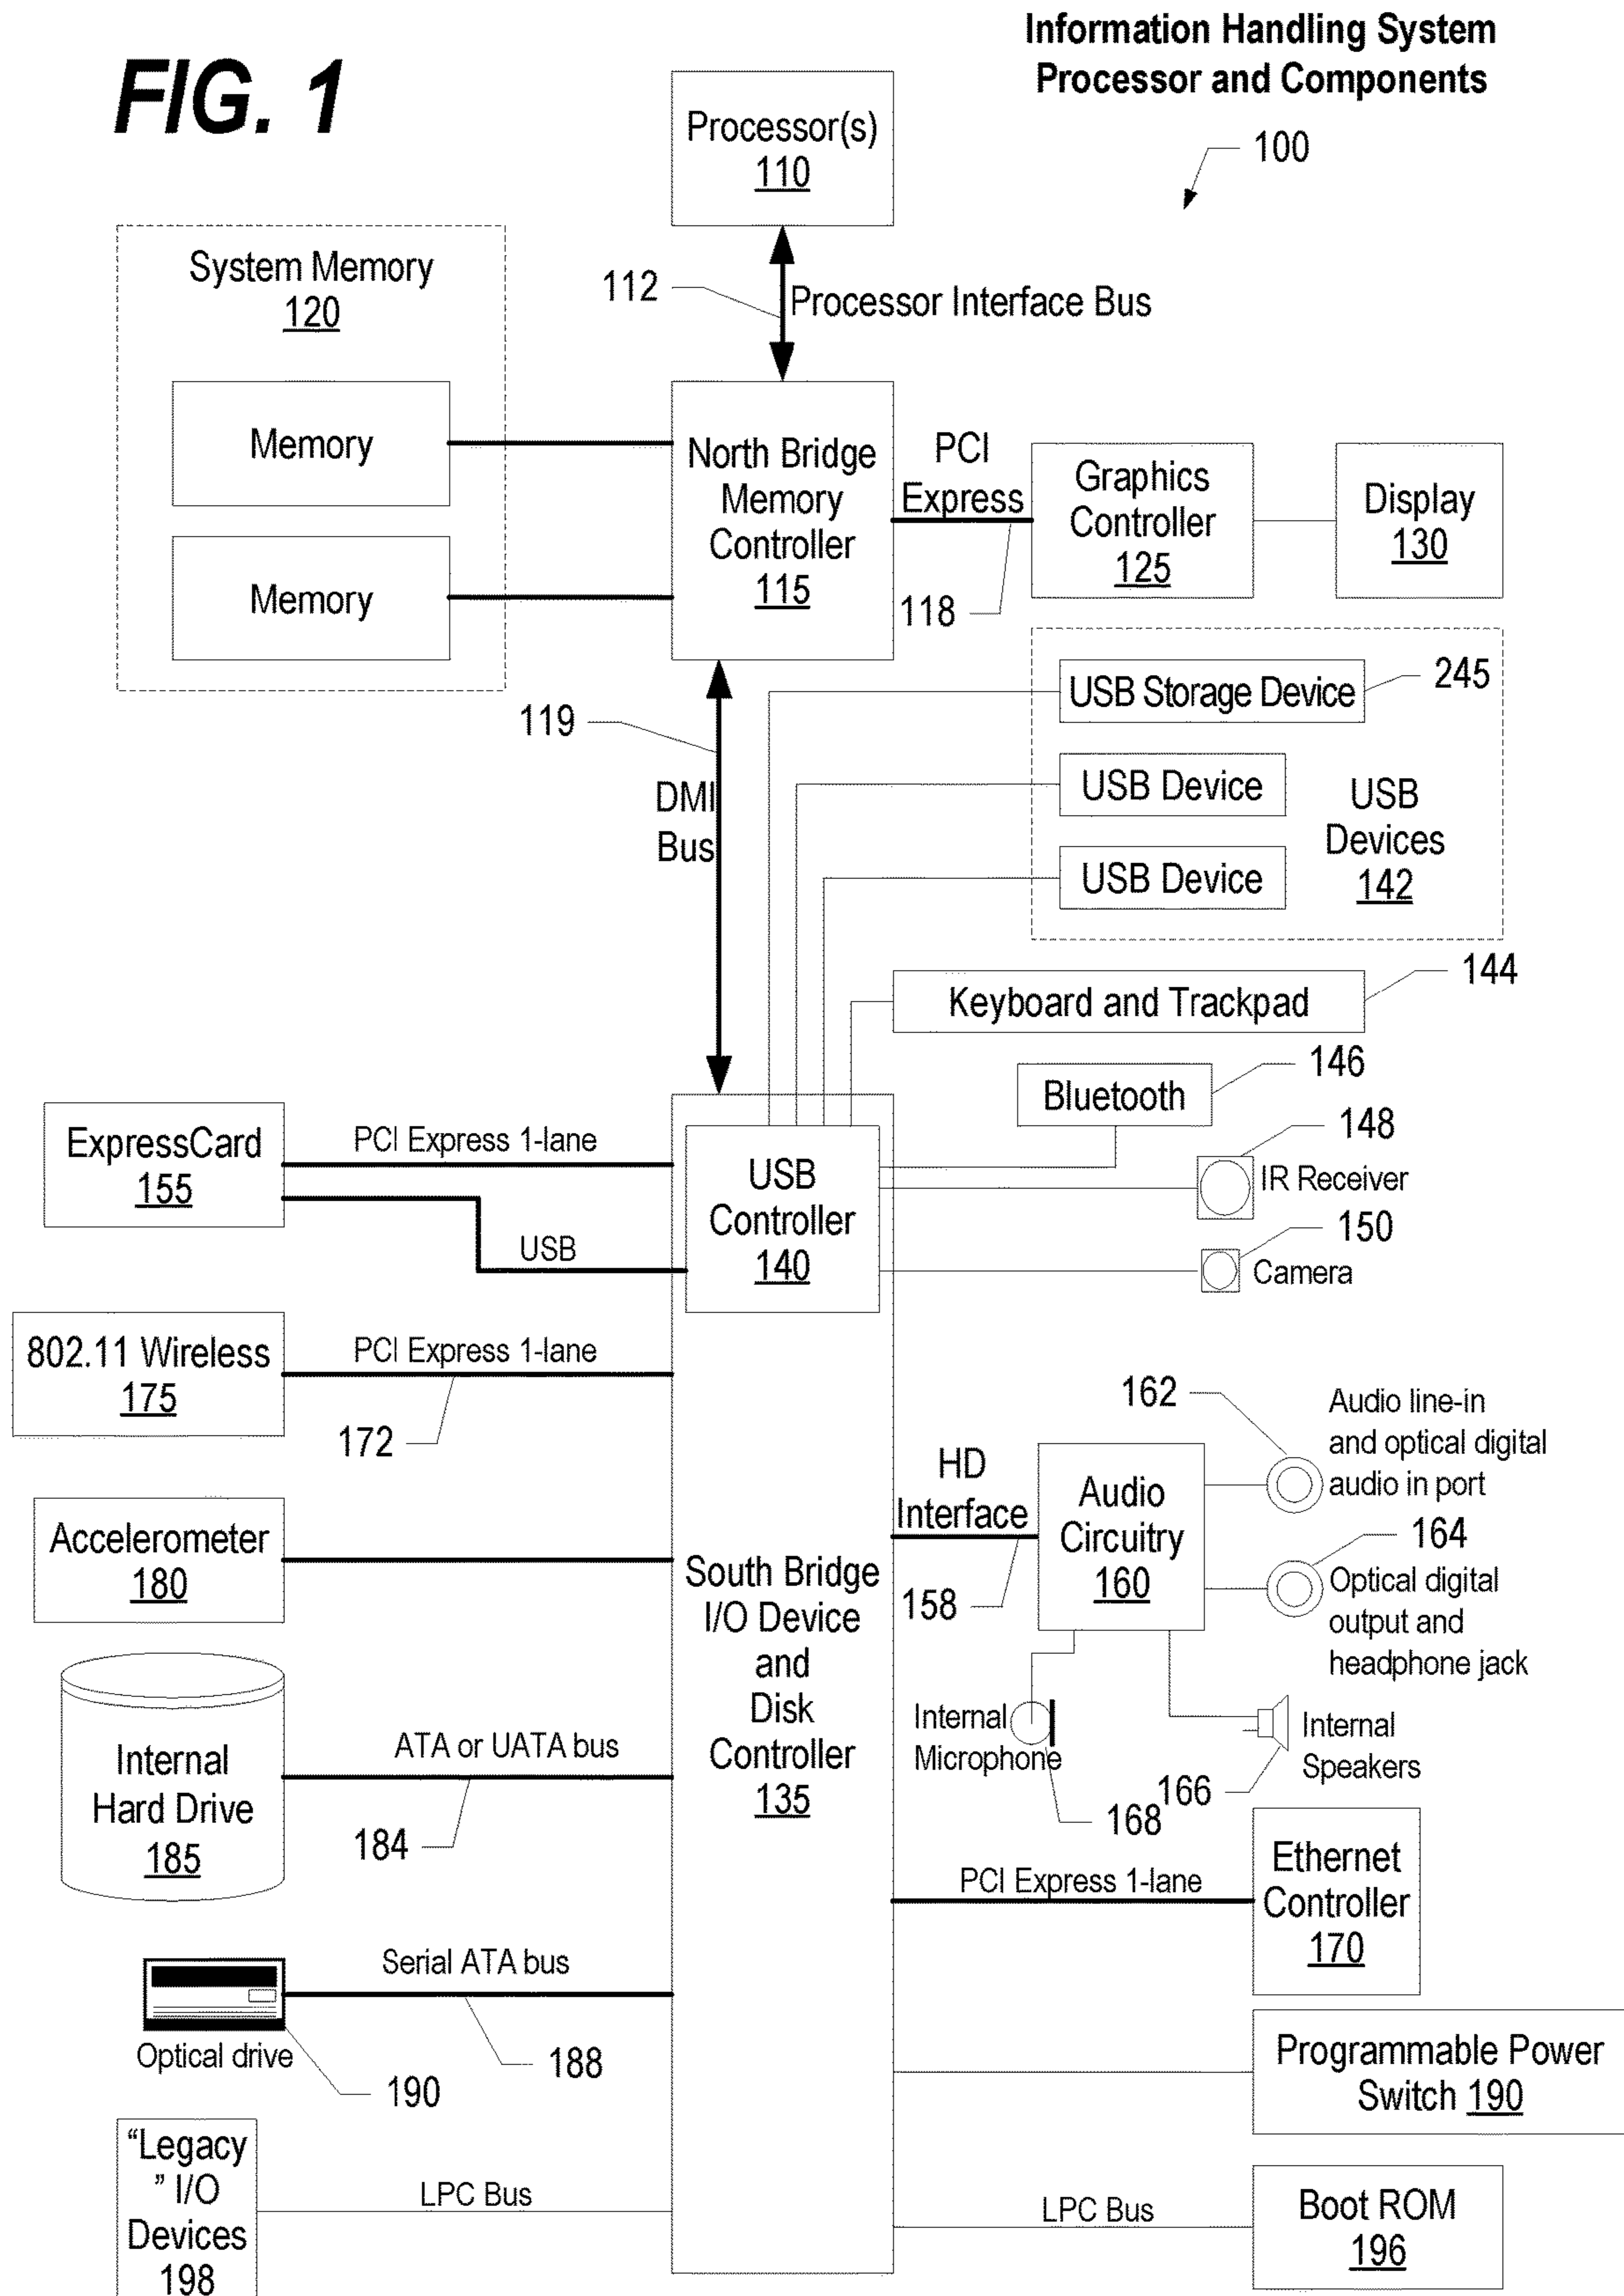 Information Handling System
Processor and Components
FIG. 1
100
Processor(s)
110
112
Processor Interface Bus
System Memory
120
Memory
Memory
North Bridge
Memory
Controller
115
PCI
Express
118
Graphics
Controller
125
Display
130
119
DMI
Bus
USB Storage Device
245
USB Device
USB Device
USB
Devices
142
Keyboard and Trackpad
144
Bluetooth
146
148
IR Receiver
150
Camera
ExpressCard
155
PCI Express 1-lane
USB
USB
Controller
140
802.11 Wireless
175
PCI Express 1-lane
172
Accelerometer
180
South Bridge
I/O Device
and
Disk
Controller
135
HD
Interface
158
Audio
Circuitry
160
162
Audio line-in
and optical digital
audio in port
164
Optical digital
output and
headphone jack
Internal
Microphone
168
166
Internal
Speakers
Internal
Hard Drive
185
ATA or UATA bus
184
PCI Express 1-lane
Ethernet
Controller
170
Serial ATA bus
188
Optical drive
190
Programmable Power
Switch 190
“Legacy
” I/O
Devices
198
LPC Bus
LPC Bus
Boot ROM
196